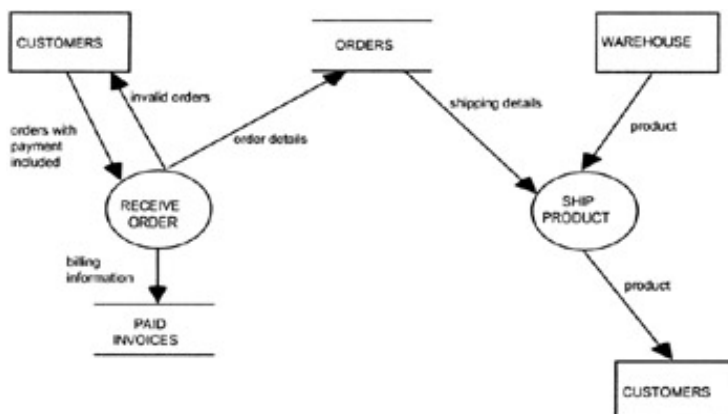 CUSTOMERS
ORDERS
WAREHOUSE
invalid orders
shipping details
orders with
payment
included
order details
product
RECEIVE
ORDER
SHIP
PRODUCT
billing
information
product
PAID
INVOICES
CUSTOMERS